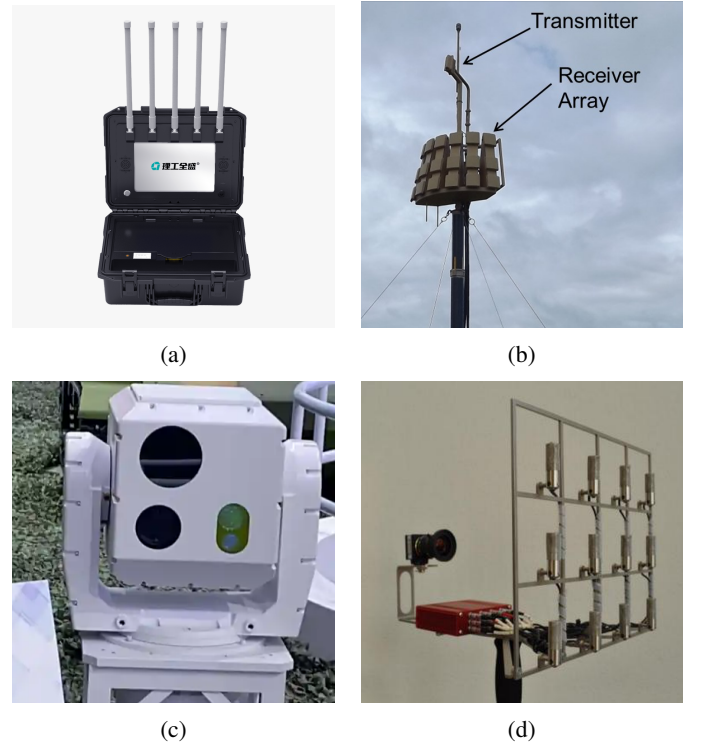 理工全盛®
Transmitter
Receiver
Array
(a)
(b)
(c)
(d)